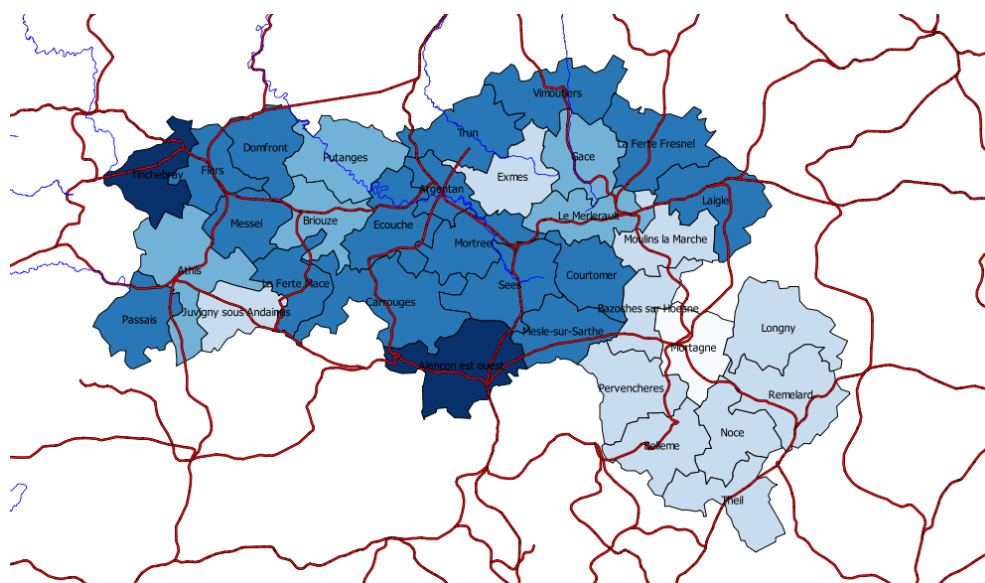 Vimoutiers
Trun
La Ferte Fresnel
Domfront
Putanges
Gace
Flers
Tinchebray
Exmes
Argentan
Laigle
Le Merlerault
Messei
Briouze
Ecouche
Mortree
Moulins la Marche
Athis
Courtomer
La Ferte Mace
Sees
Carrouges
Juvigny sous Andaines
Bazoches sur Hoene
Passais
Mesle-sur-Sarthe
Longny
Mortagne
Alencon est ouest
Pervencheres
Remelard
Noce
Belleme
Theil